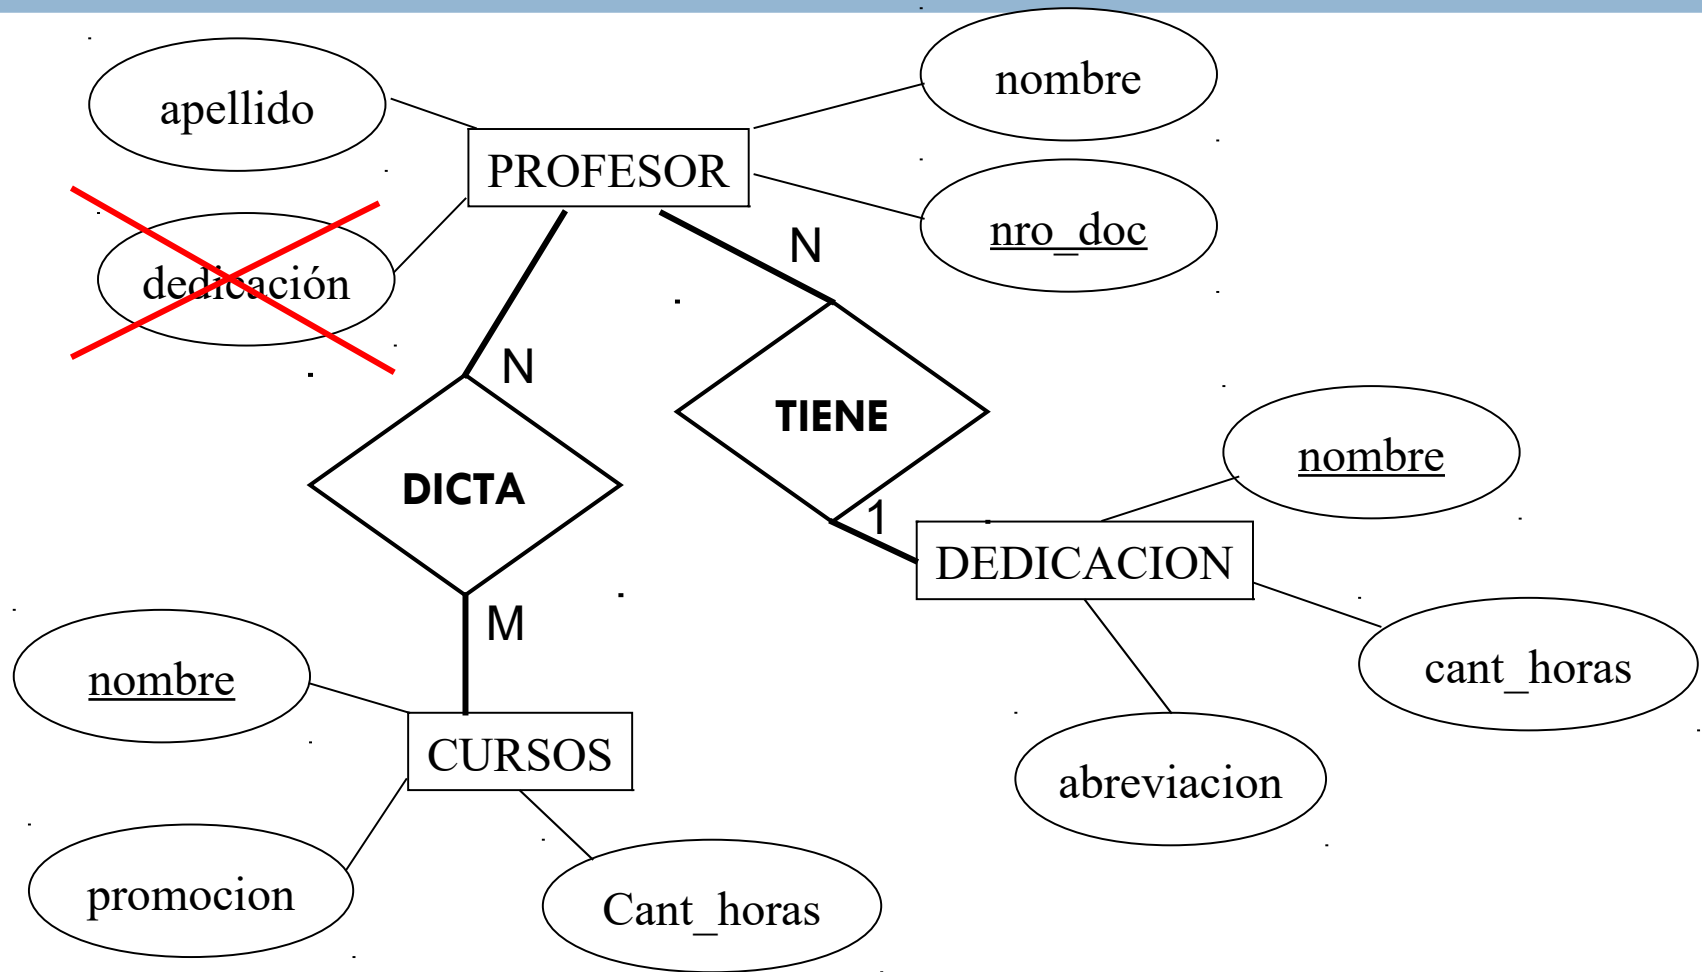 nombre
apellido
PROFESOR
nro_doc
N
dedicación
N
TIENE
DICTA
nombre
1
DEDICACION
M
cant_horas
nombre
CURSOS
abreviacion
promocion
Cant_horas